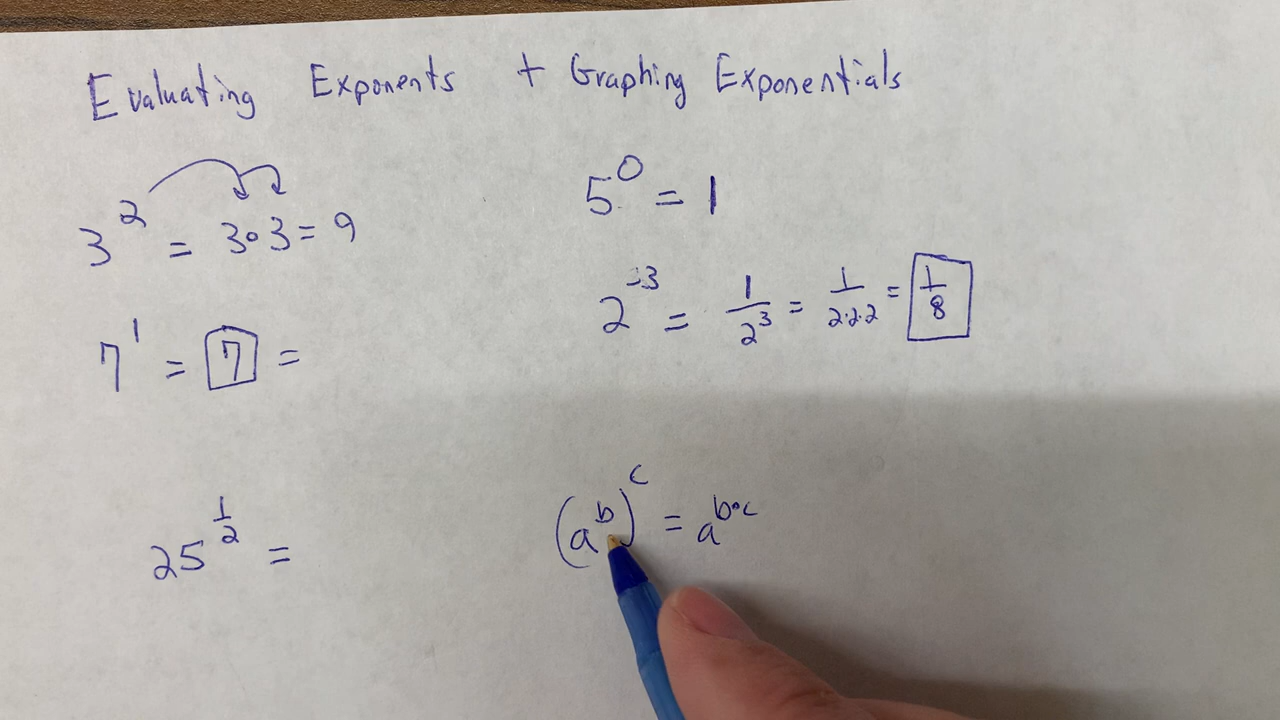 Evaluating Exponents + Graphing Exponentials
3² = 3∘3 = 9
5⁰ = 1
2⁻³ = 1/2³ = 1/2·2·2 = 1/8
7¹ = 7 =
25^(1/2) =
(a^b)^c = a^(b·c)